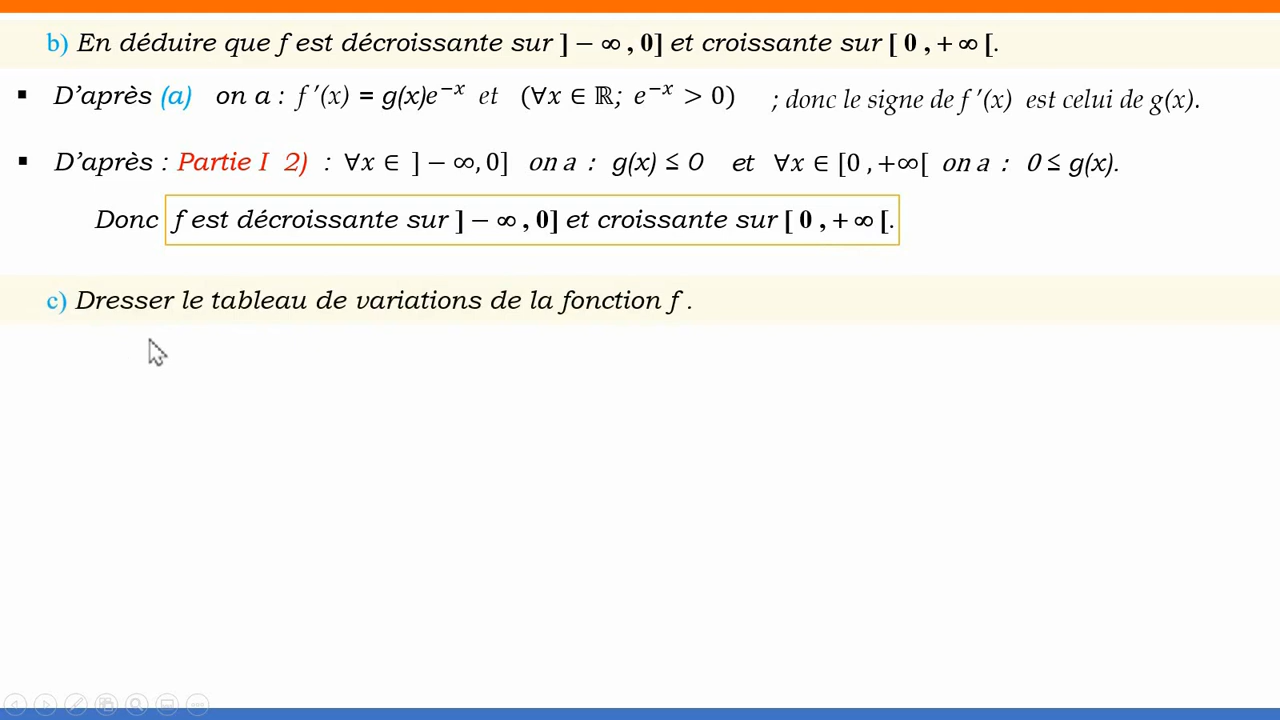 b) En déduire que f est décroissante sur ]− ∞ , 0] et croissante sur [ 0 , + ∞ [.
▪ D’après (a) on a : f ′(x) = g(x)e⁻ˣ et (∀x ∈ ℝ; e⁻ˣ > 0) ; donc le signe de f ′(x) est celui de g(x).
▪ D’après : Partie I 2) : ∀x ∈ ]−∞, 0] on a : g(x) ≤ 0 et ∀x ∈ [0 , +∞[ on a : 0 ≤ g(x).
Donc f est décroissante sur ]− ∞ , 0] et croissante sur [ 0 , + ∞ [.
c) Dresser le tableau de variations de la fonction f .